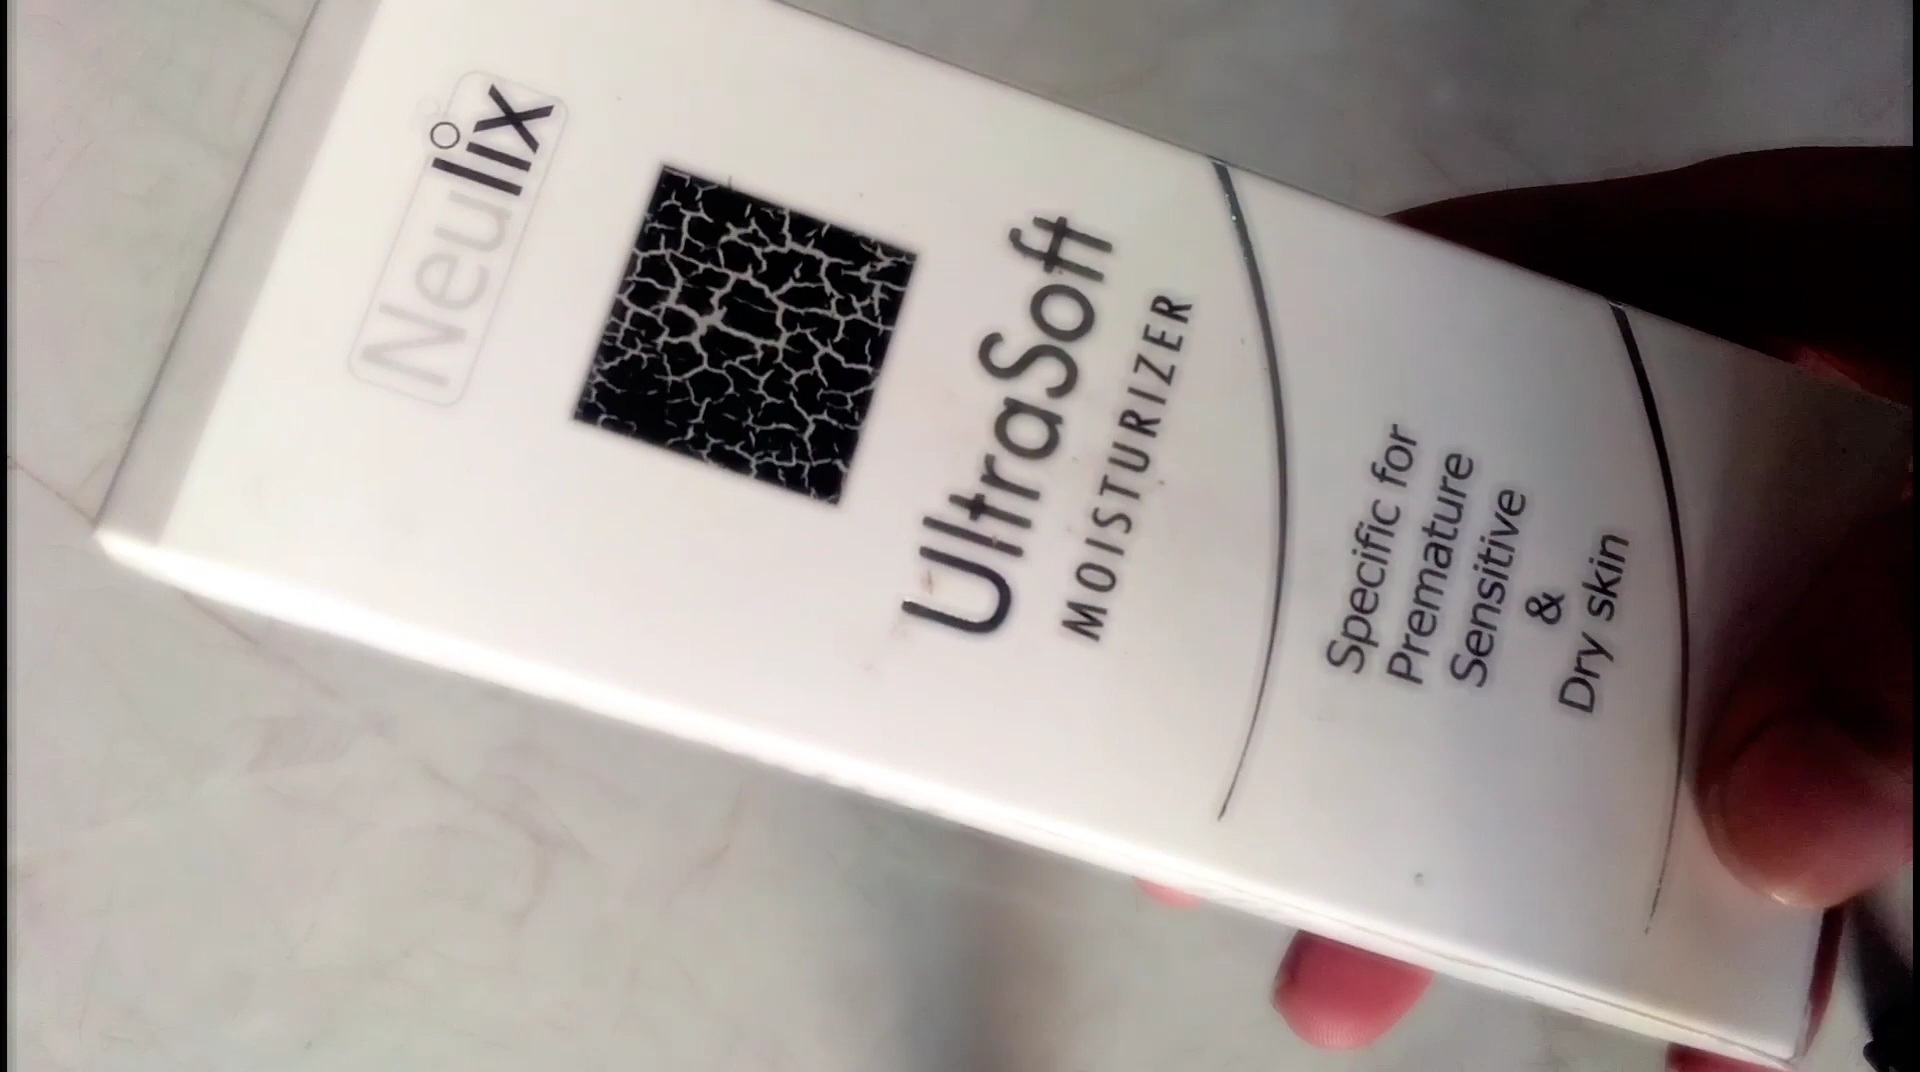 Neulix
UltraSoft
MOISTURIZER
Specific for
Premature
Sensitive
&
Dry skin